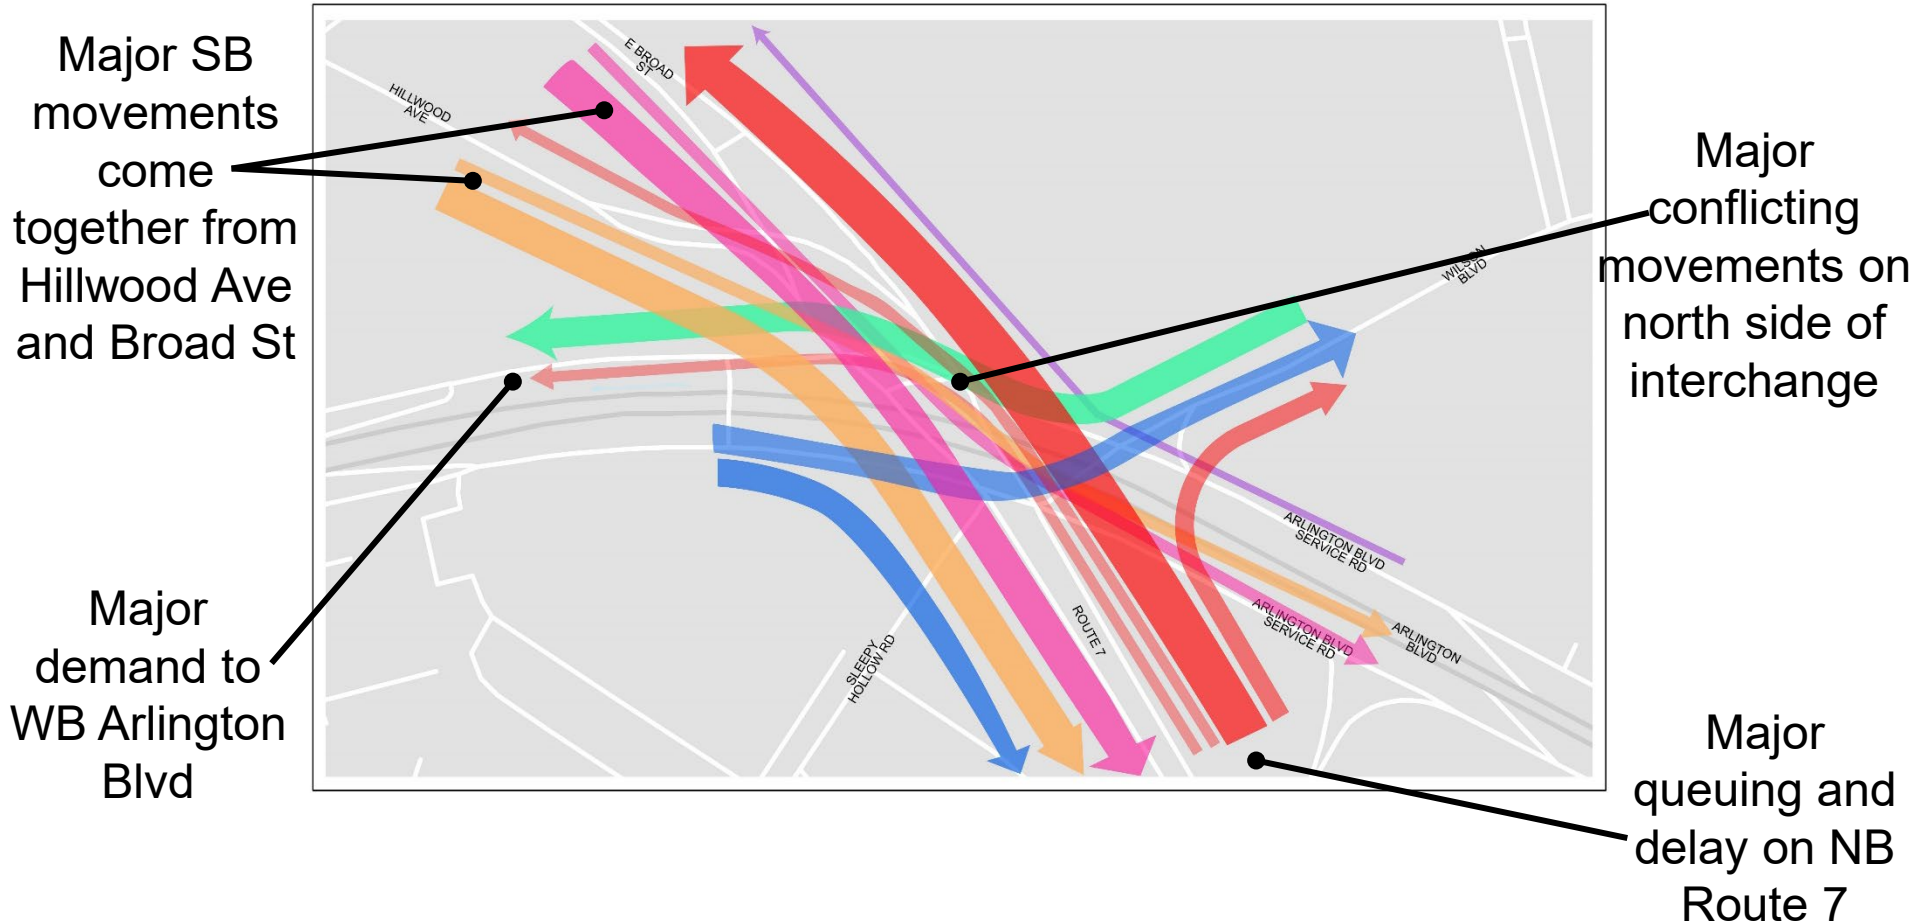 Major SB
movements
come
together from
Hillwood Ave
and Broad St
Major
demand to
WB Arlington
Blvd
E BROAD
ST
HILLWOOD
AVE
WILSON
BLVD
ARLINGTON BLVD
SERVICE RD
ARLINGTON BLVD
SERVICE RD
ARLINGTON
BLVD
ROUTE 7
SLEEPY
HOLLOW RD
Major
conflicting
movements on
north side of
interchange
Major
queuing and
delay on NB
Route 7